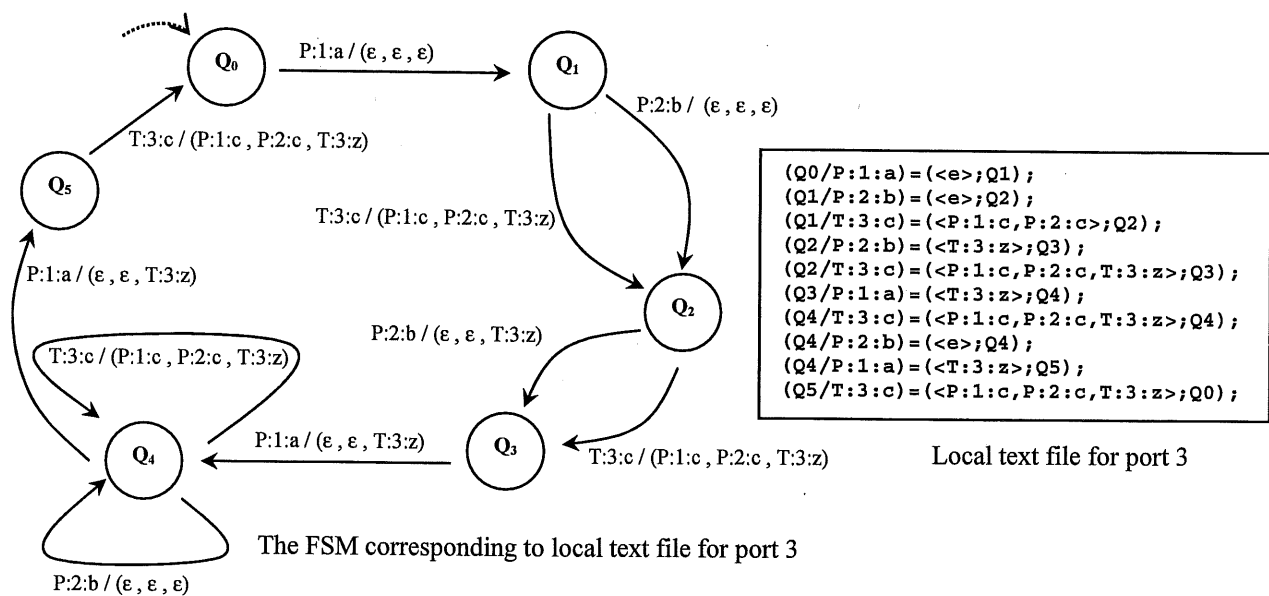 Q0
P:1:a / (ε , ε , ε)
Q1
P:2:b / (ε , ε , ε)
T:3:c / (P:1:c , P:2:c , T:3:z)
Q5
T:3:c / (P:1:c , P:2:c , T:3:z)
P:1:a / (ε , ε , T:3:z)
Q2
P:2:b / (ε , ε , T:3:z)
T:3:c / (P:1:c , P:2:c , T:3:z)
Q4
P:1:a / (ε , ε , T:3:z)
Q3
T:3:c / (P:1:c , P:2:c , T:3:z)
P:2:b / (ε , ε , ε)
The FSM corresponding to local text file for port 3
(Q0/P:1:a)=(<e>;Q1);
(Q1/P:2:b)=(<e>;Q2);
(Q1/T:3:c)=(<P:1:c,P:2:c>;Q2);
(Q2/P:2:b)=(<T:3:z>;Q3);
(Q2/T:3:c)=(<P:1:c,P:2:c,T:3:z>;Q3);
(Q3/P:1:a)=(<T:3:z>;Q4);
(Q4/T:3:c)=(<P:1:c,P:2:c,T:3:z>;Q4);
(Q4/P:2:b)=(<e>;Q4);
(Q4/P:1:a)=(<T:3:z>;Q5);
(Q5/T:3:c)=(<P:1:c,P:2:c,T:3:z>;Q0);
Local text file for port 3